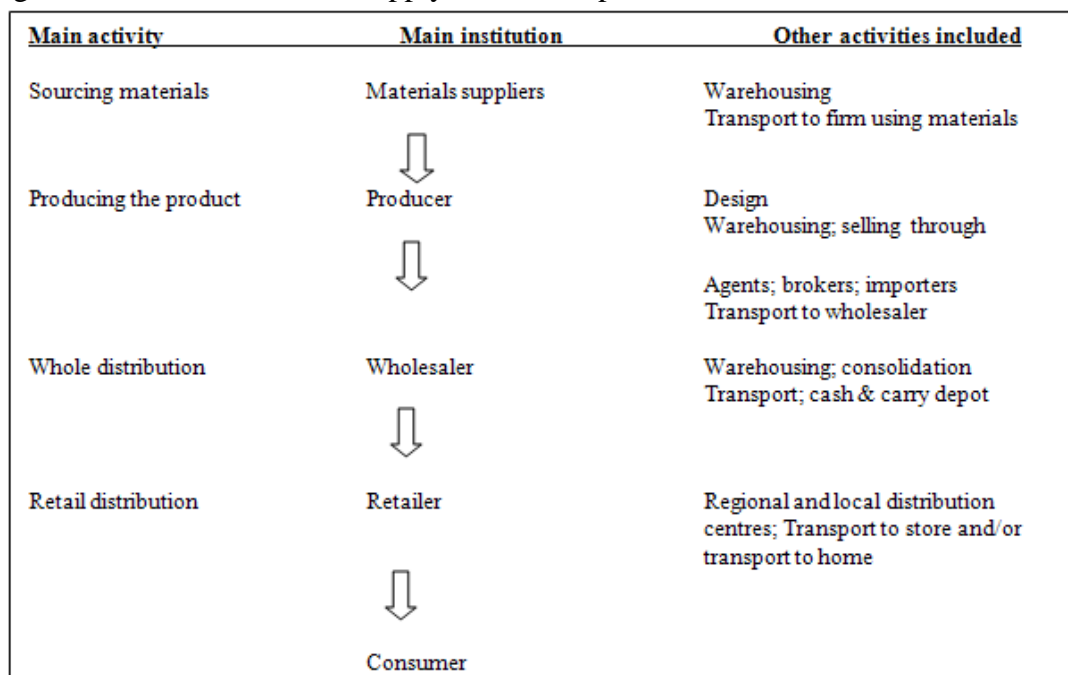 Main activity Main institution Other activities included
Sourcing materials Materials suppliers Warehousing
Transport to firm using materials
Producing the product Producer Design
Warehousing; selling through
Agents; brokers; importers
Transport to wholesaler
Whole distribution Wholesaler Warehousing; consolidation
Transport; cash & carry depot
Retail distribution Retailer Regional and local distribution
centres; Transport to store and/or
transport to home
Consumer